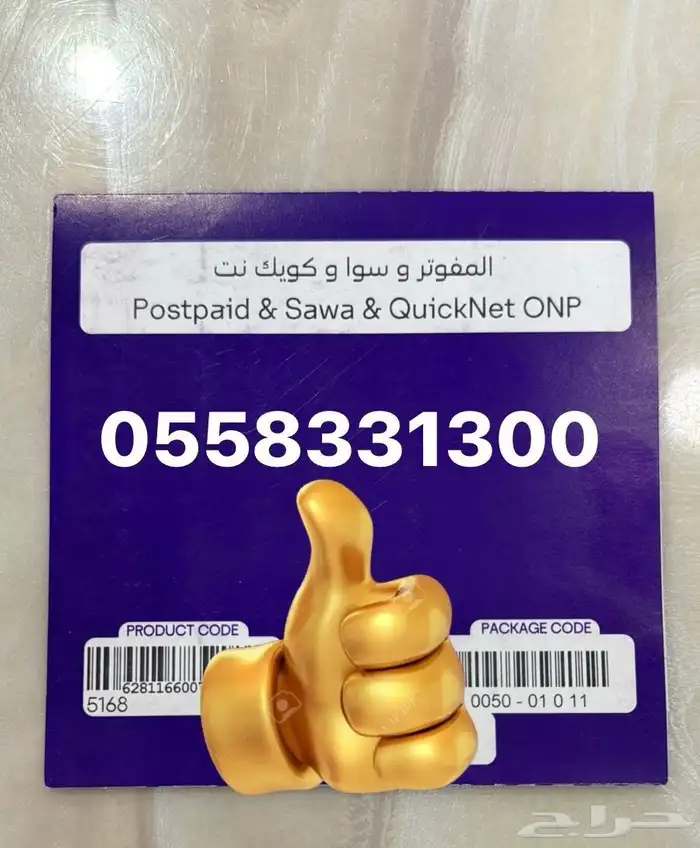 المفوتر و سوا و كويك نت
Postpaid & Sawa & QuickNet ONP
0558331300
PRODUCT CODE
PACKAGE CODE
628116600
5168
0050 - 01 0 11
حراج